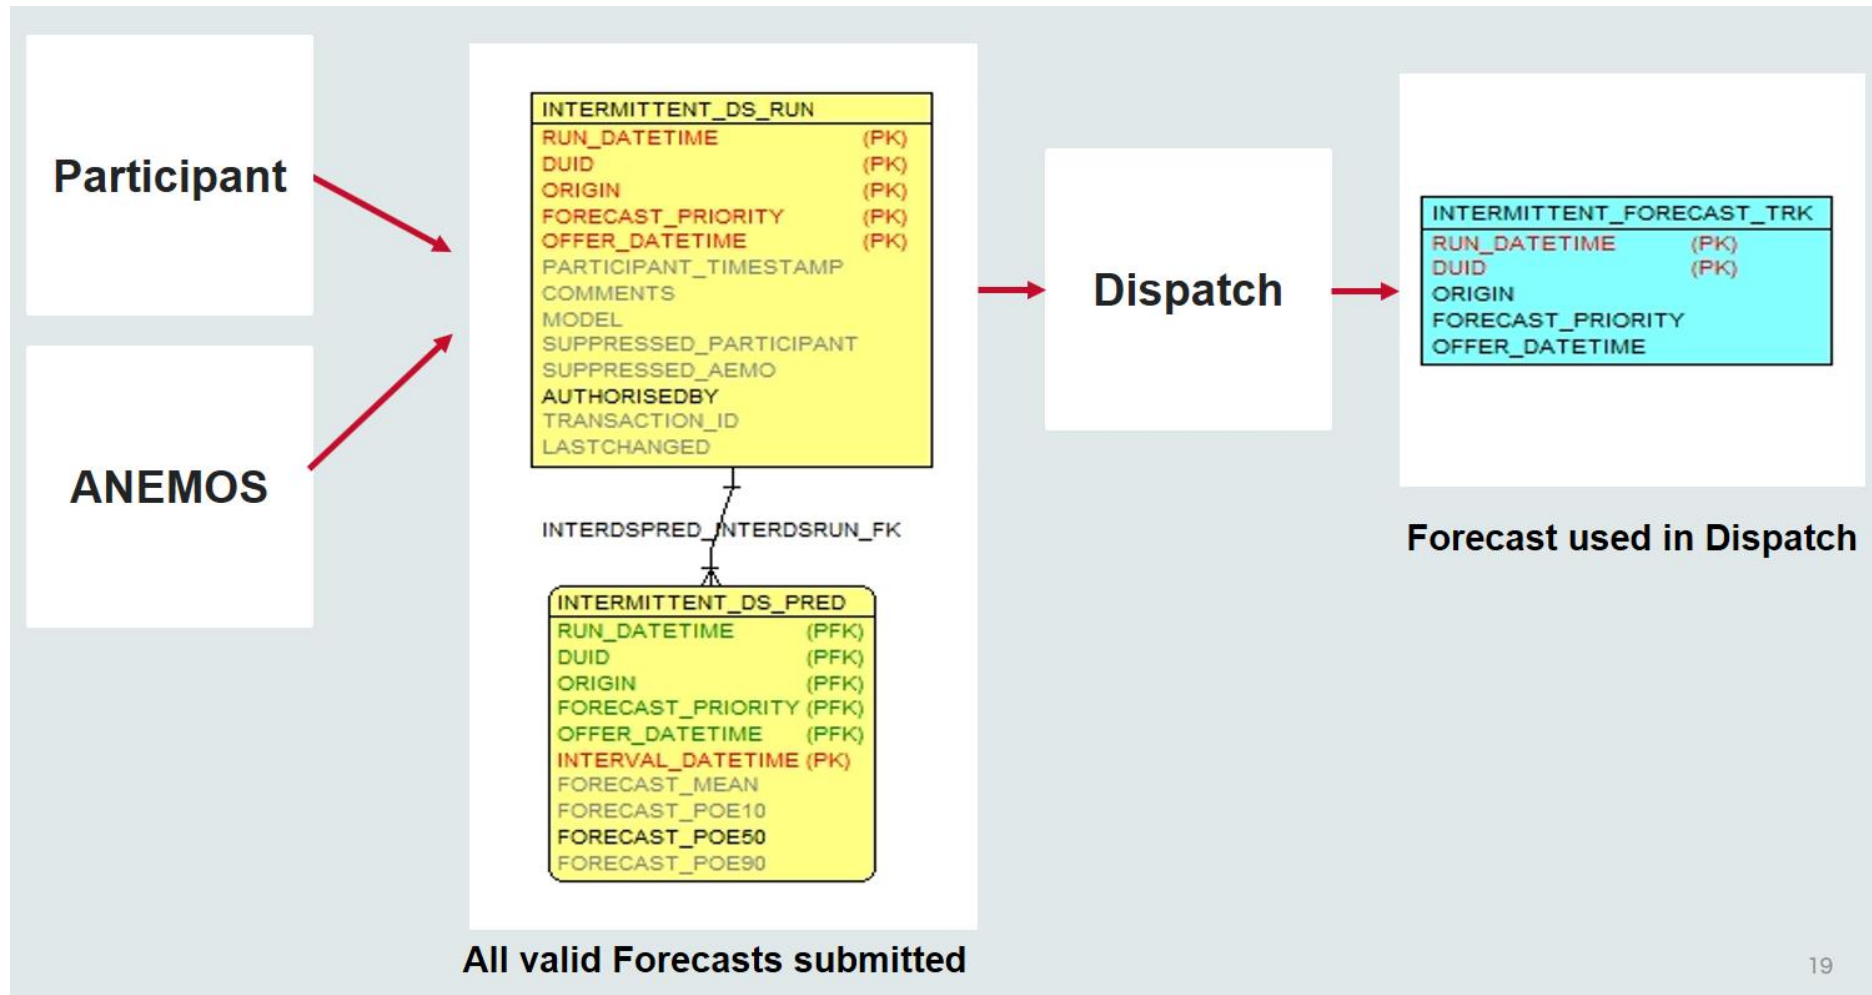 Participant
ANEMOS
INTERMITTENT_DS_RUN
RUN_DATETIME (PK)
DUID (PK)
ORIGIN (PK)
FORECAST_PRIORITY (PK)
OFFER_DATETIME (PK)
PARTICIPANT_TIMESTAMP
COMMENTS
MODEL
SUPPRESSED_PARTICIPANT
SUPPRESSED_AEMO
AUTHORISEDBY
TRANSACTION_ID
LASTCHANGED
INTERDSPRED_INTERDSRUN_FK
INTERMITTENT_DS_PRED
RUN_DATETIME (PFK)
DUID (PFK)
ORIGIN (PFK)
FORECAST_PRIORITY (PFK)
OFFER_DATETIME (PFK)
INTERVAL_DATETIME (PK)
FORECAST_MEAN
FORECAST_POE10
FORECAST_POE50
FORECAST_POE90
All valid Forecasts submitted
Dispatch
INTERMITTENT_FORECAST_TRK
RUN_DATETIME (PK)
DUID (PK)
ORIGIN
FORECAST_PRIORITY
OFFER_DATETIME
Forecast used in Dispatch
19